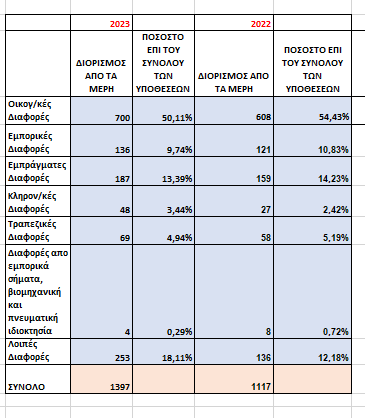 2023 2022
ΔΙΟΡΙΣΜΟΣ ΑΠΟ ΤΑ ΜΕΡΗ ΠΟΣΟΣΤΟ ΕΠΙ ΤΟΥ ΣΥΝΟΛΟΥ ΤΩΝ ΥΠΟΘΕΣΕΩΝ ΔΙΟΡΙΣΜΟΣ ΑΠΟ ΤΑ ΜΕΡΗ ΠΟΣΟΣΤΟ ΕΠΙ ΤΟΥ ΣΥΝΟΛΟΥ ΤΩΝ ΥΠΟΘΕΣΕΩΝ
Οικογ/κές
Διαφορές 700 50,11% 608 54,43%
Εμπορικές
Διαφορές 136 9,74% 121 10,83%
Εμπράγματες
Διαφορές 187 13,39% 159 14,23%
Κληρον/κές
Διαφορές 48 3,44% 27 2,42%
Τραπεζικές
Διαφορές 69 4,94% 58 5,19%
Διαφορές απο
εμπορικά
σήματα,
βιομηχανική
και
πνευματική
ιδιοκτησία 4 0,29% 8 0,72%
Λοιπές
Διαφορές 253 18,11% 136 12,18%
ΣΥΝΟΛΟ 1397 1117